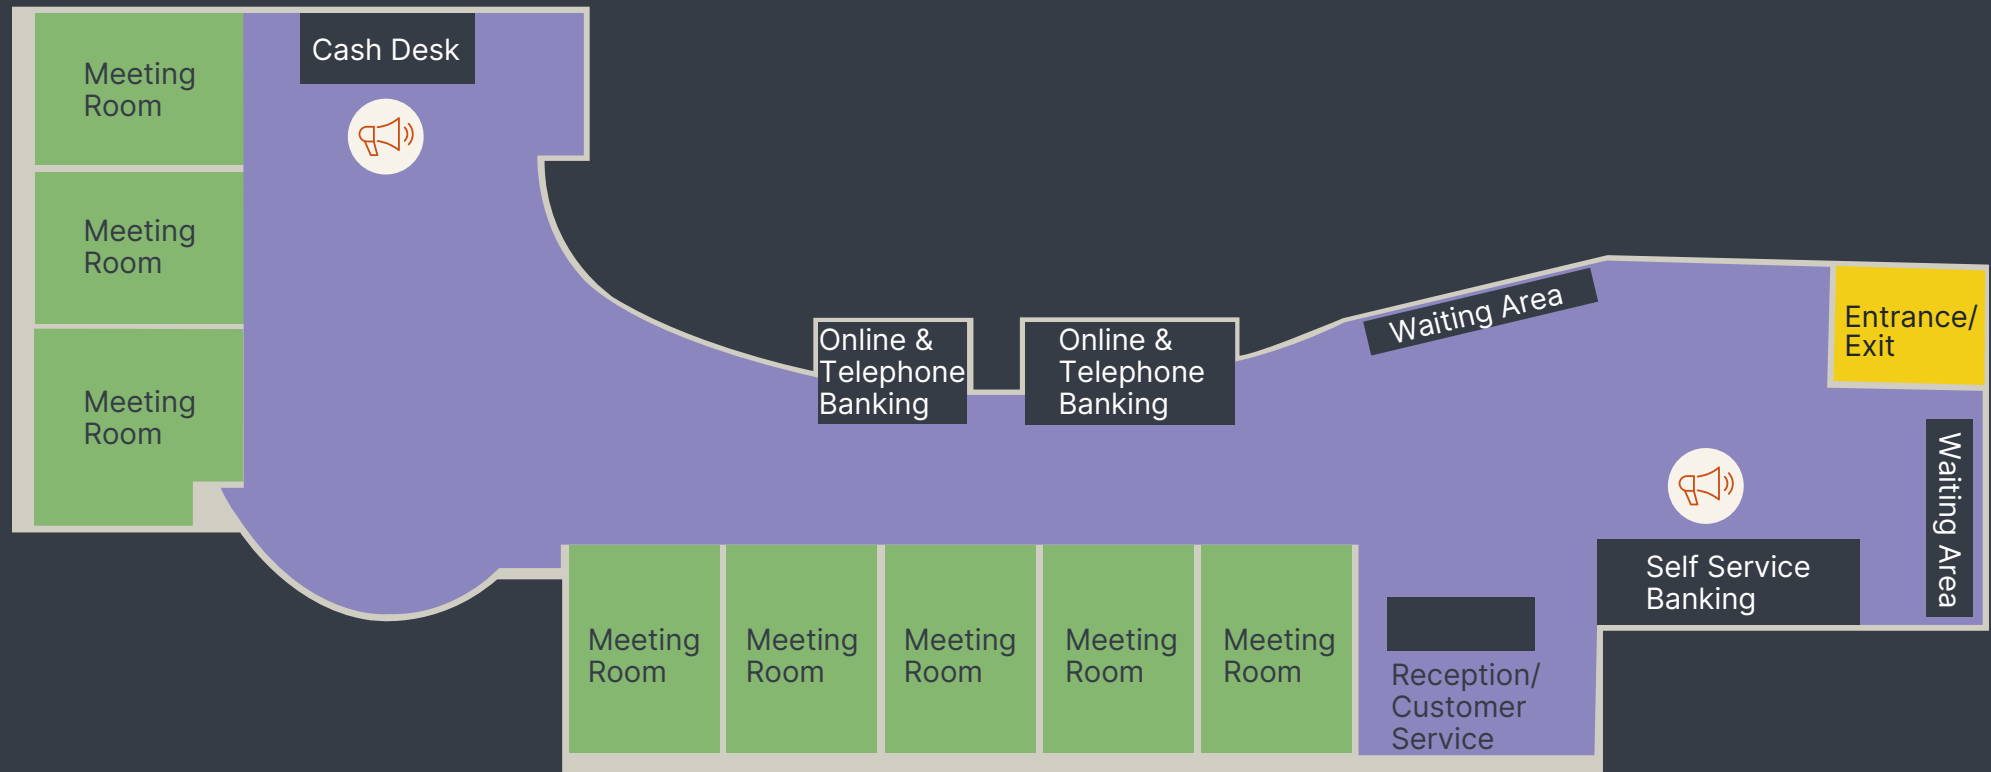 Meeting
Room
Cash Desk
Meeting
Room
Meeting
Room
Online &
Telephone
Banking
Online &
Telephone
Banking
Waiting Area
Entrance/
Exit
Waiting Area
Self Service
Banking
Meeting
Room
Meeting
Room
Meeting
Room
Meeting
Room
Meeting
Room
Reception/
Customer
Service